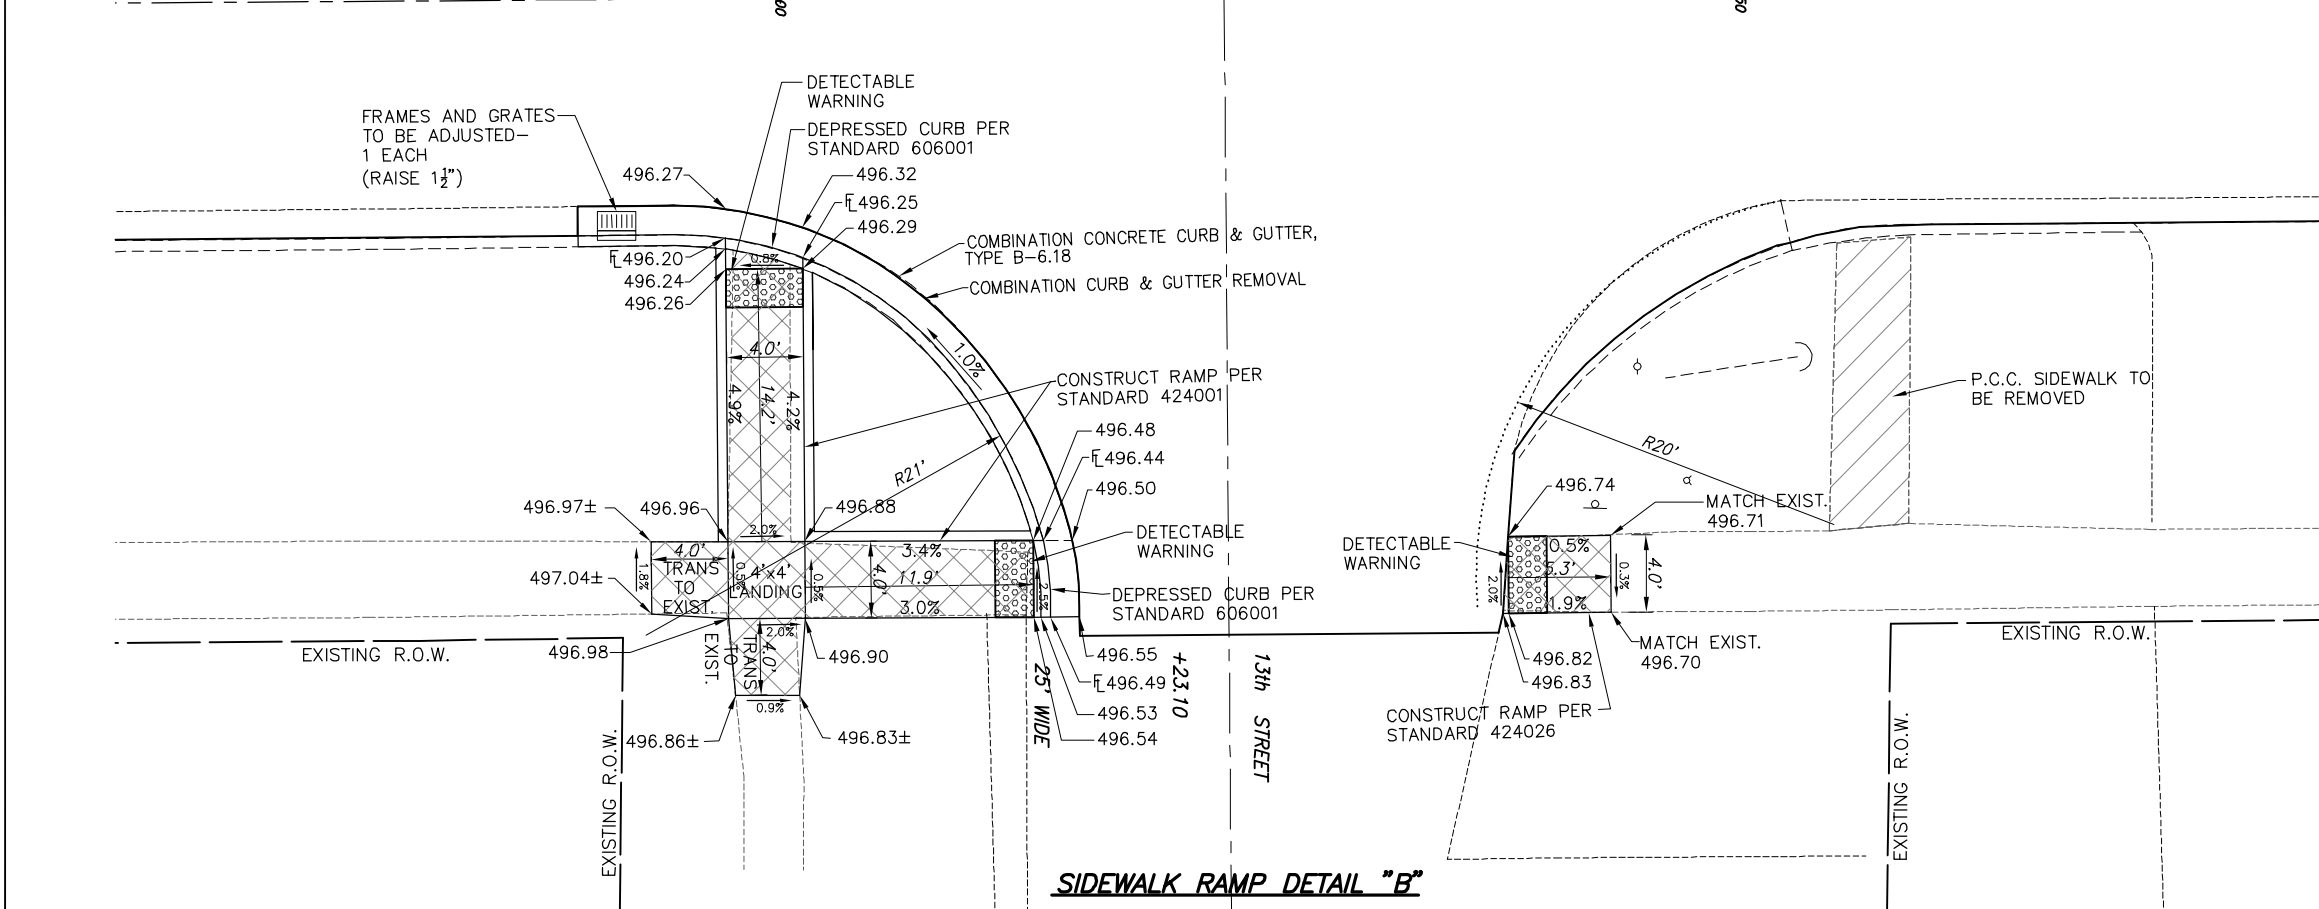 00
50
DETECTABLE
WARNING
FRAMES AND GRATES
TO BE ADJUSTED-
1 EACH
(RAISE 1½")
DEPRESSED CURB PER
STANDARD 606001
496.27
496.32
FL 496.25
496.29
FL 496.20
496.24
496.26
0.8%
COMBINATION CONCRETE CURB & GUTTER,
TYPE B-6.18
COMBINATION CURB & GUTTER REMOVAL
4.0'
4.9%
14.2'
4.2%
1.0%
CONSTRUCT RAMP PER
STANDARD 424001
R21'
496.48
FL 496.44
496.50
496.97±
496.96
496.88
2.0%
DETECTABLE
WARNING
497.04±
1.8%
4.0'
TRANS
TO
EXIST.
0.5%
4'x4'
LANDING
0.5%
3.4%
11.9'
3.0%
4.0'
2.5%
DEPRESSED CURB PER
STANDARD 606001
EXISTING R.O.W.
496.98
2.0%
4.0'
TRANS
TO
EXIST.
496.90
0.9%
496.86±
496.83±
EXISTING R.O.W.
496.55
FL 496.49
496.53
496.54
25' WIDE
+23.10
13th STREET
R20'
P.C.C. SIDEWALK TO
BE REMOVED
496.74
MATCH EXIST.
496.71
DETECTABLE
WARNING
0.5%
5.3'
1.9%
2.0%
0.3%
4.0'
496.82
496.83
MATCH EXIST.
496.70
CONSTRUCT RAMP PER
STANDARD 424026
EXISTING R.O.W.
EXISTING R.O.W.
SIDEWALK RAMP DETAIL "B"